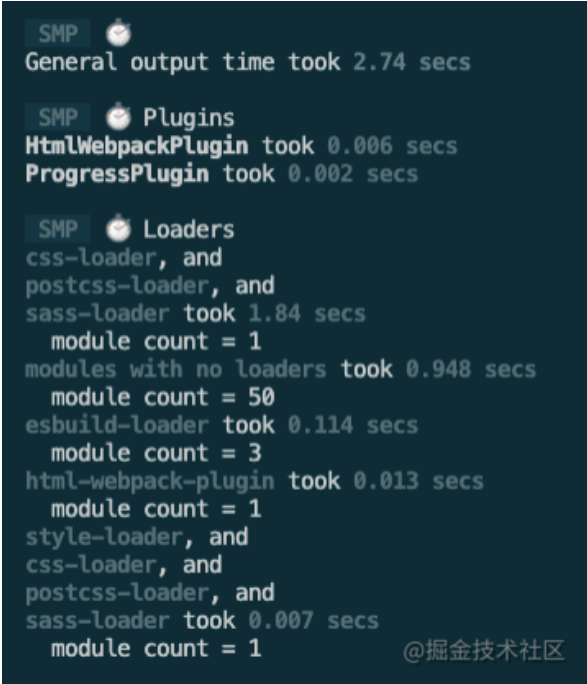 SMP ⏱
General output time took 2.74 secs
SMP ⏱ Plugins
HtmlWebpackPlugin took 0.006 secs
ProgressPlugin took 0.002 secs
SMP ⏱ Loaders
css-loader, and
postcss-loader, and
sass-loader took 1.84 secs
module count = 1
modules with no loaders took 0.948 secs
module count = 50
esbuild-loader took 0.114 secs
module count = 3
html-webpack-plugin took 0.013 secs
module count = 1
style-loader, and
css-loader, and
postcss-loader, and
sass-loader took 0.007 secs
module count = 1
@掘金技术社区